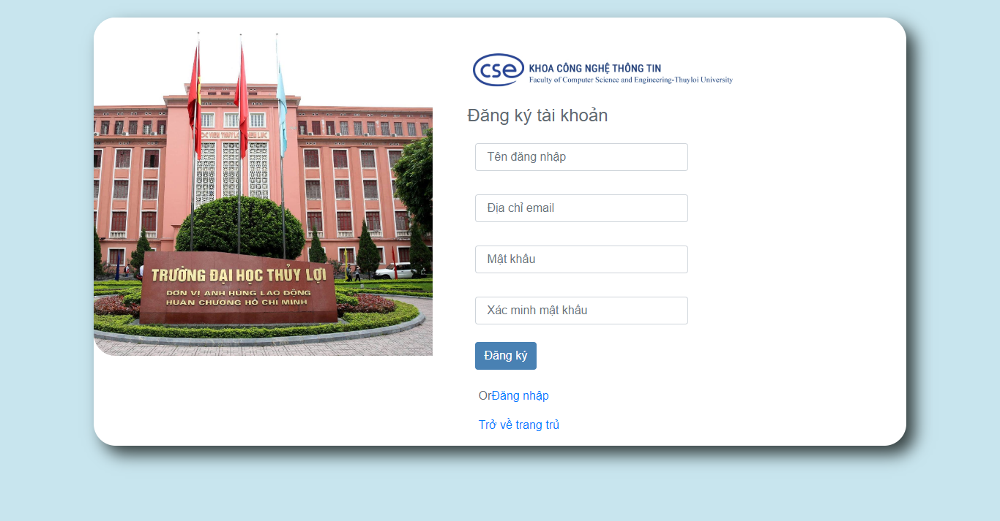 TRƯỜNG ĐẠI HỌC THỦY LỢI
ĐƠN VỊ ANH HÙNG LAO ĐỘNG
HUÂN CHƯƠNG HỒ CHÍ MINH
cse
KHOA CÔNG NGHỆ THÔNG TIN
Faculty of Computer Science and Engineering-Thuyloi University
Đăng ký tài khoản
Tên đăng nhập
Địa chỉ email
Mật khẩu
Xác minh mật khẩu
Đăng ký
OrĐăng nhập
Trở về trang trủ